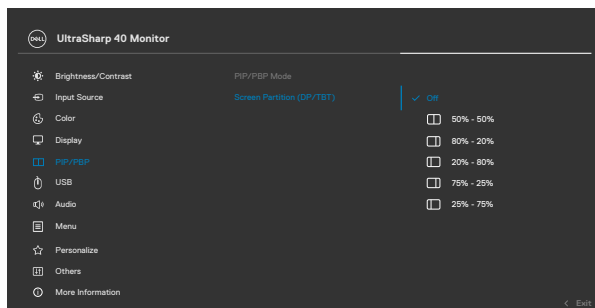 DELL UltraSharp 40 Monitor
Brightness/Contrast PIP/PBP Mode
Input Source Screen Partition (DP/TBT) Off
Color 50% - 50%
Display 80% - 20%
PIP/PBP 20% - 80%
USB 75% - 25%
Audio 25% - 75%
Menu
Personalize
Others
More Information
Exit